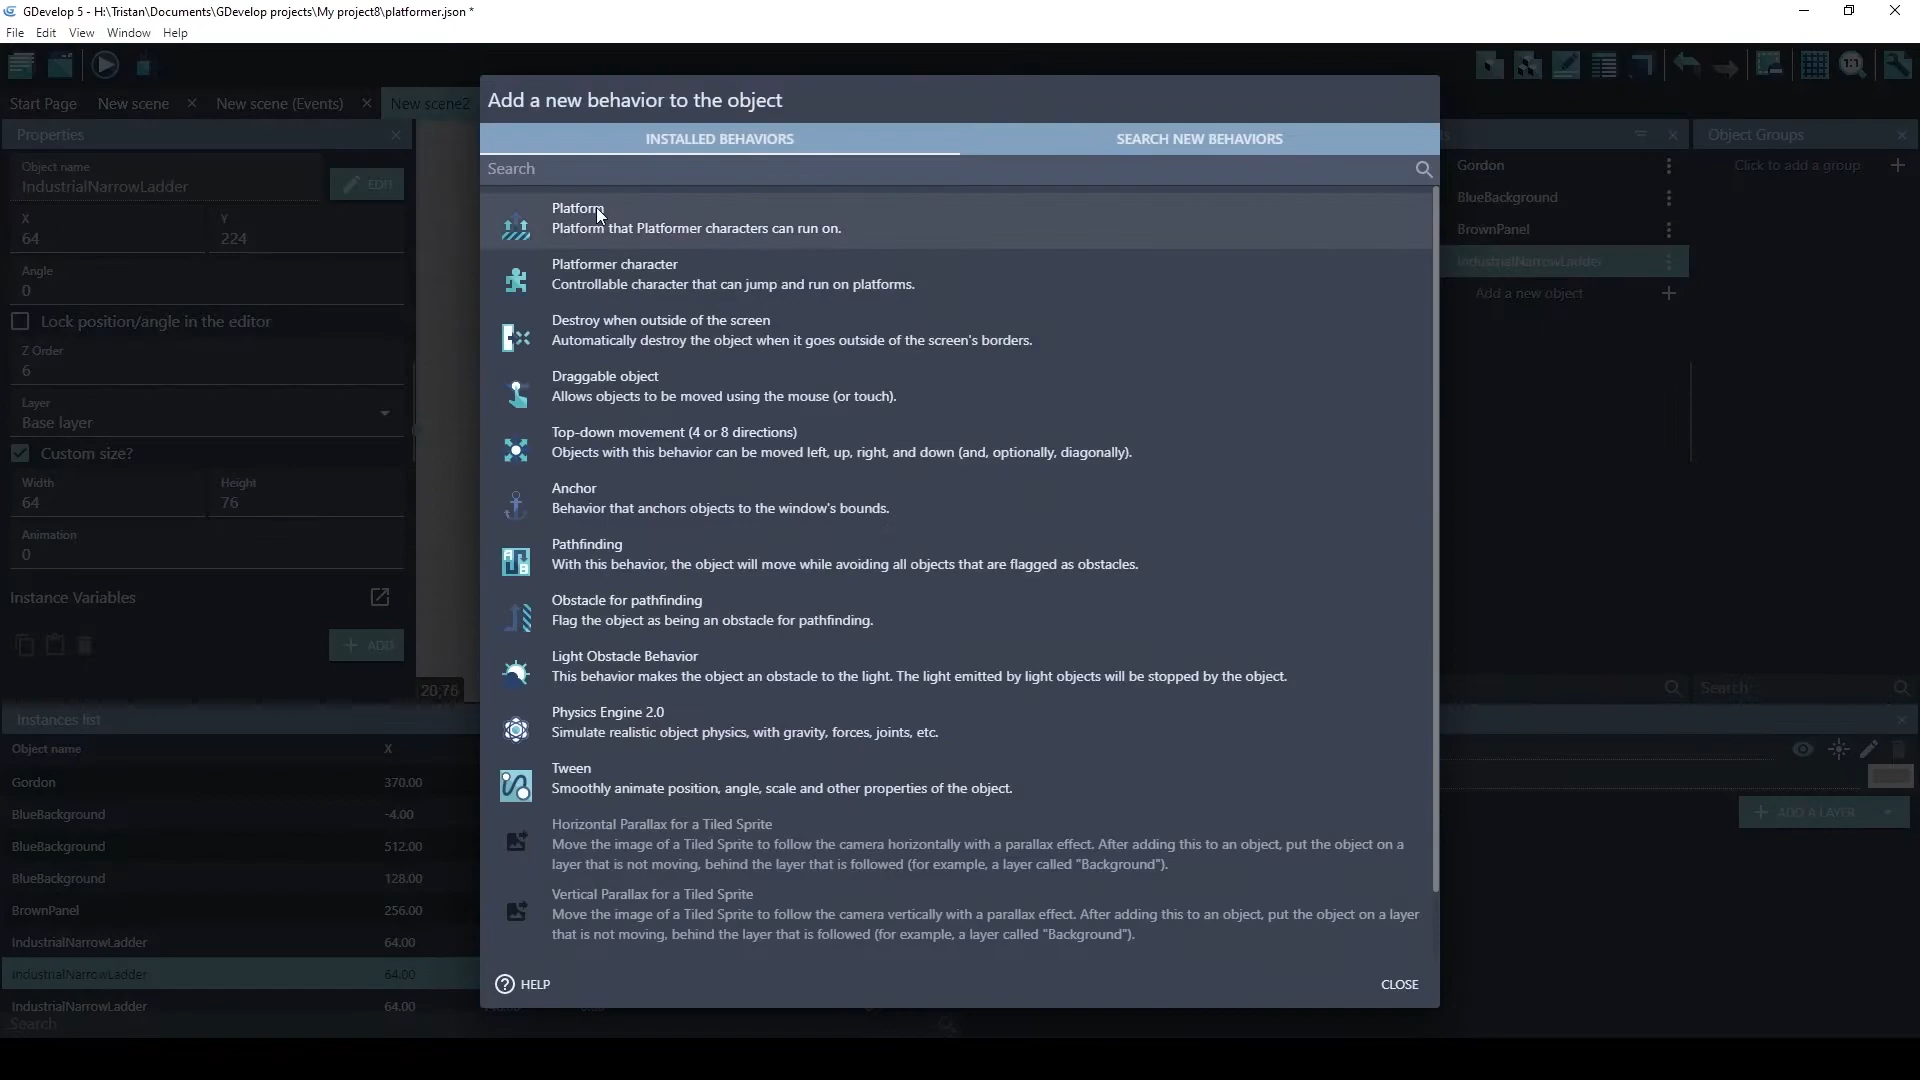 GDevelop 5 - H:\Tristan\Documents\GDevelop projects\My project8\platformer.json *
File Edit View Window Help
Start Page New scene × New scene (Events) × New scene2
Properties
Object name
IndustrialNarrowLadder
EDIT
X Y
64 224
Angle
0
Lock position/angle in the editor
Z Order
6
Layer
Base layer
Custom size?
Width Height
64 76
Animation
0
Instance Variables
+ ADD
20;76
Instances list
Object name X
Gordon 370.00
BlueBackground -4.00
BlueBackground 512.00
BlueBackground 128.00
BrownPanel 256.00
IndustrialNarrowLadder 64.00
IndustrialNarrowLadder 64.00
IndustrialNarrowLadder 64.00
Search
Add a new behavior to the object
INSTALLED BEHAVIORS SEARCH NEW BEHAVIORS
Search
Platform
Platform that Platformer characters can run on.
Platformer character
Controllable character that can jump and run on platforms.
Destroy when outside of the screen
Automatically destroy the object when it goes outside of the screen's borders.
Draggable object
Allows objects to be moved using the mouse (or touch).
Top-down movement (4 or 8 directions)
Objects with this behavior can be moved left, up, right, and down (and, optionally, diagonally).
Anchor
Behavior that anchors objects to the window's bounds.
Pathfinding
With this behavior, the object will move while avoiding all objects that are flagged as obstacles.
Obstacle for pathfinding
Flag the object as being an obstacle for pathfinding.
Light Obstacle Behavior
This behavior makes the object an obstacle to the light. The light emitted by light objects will be stopped by the object.
Physics Engine 2.0
Simulate realistic object physics, with gravity, forces, joints, etc.
Tween
Smoothly animate position, angle, scale and other properties of the object.
Horizontal Parallax for a Tiled Sprite
Move the image of a Tiled Sprite to follow the camera horizontally with a parallax effect. After adding this to an object, put the object on a
layer that is not moving, behind the layer that is followed (for example, a layer called "Background").
Vertical Parallax for a Tiled Sprite
Move the image of a Tiled Sprite to follow the camera vertically with a parallax effect. After adding this to an object, put the object on a layer
that is not moving, behind the layer that is followed (for example, a layer called "Background").
HELP
CLOSE
1:1
Gordon
BlueBackground
BrownPanel
IndustrialNarrowLadder
Add a new object +
Object Groups
Click to add a group +
Search
+ ADD A LAYER